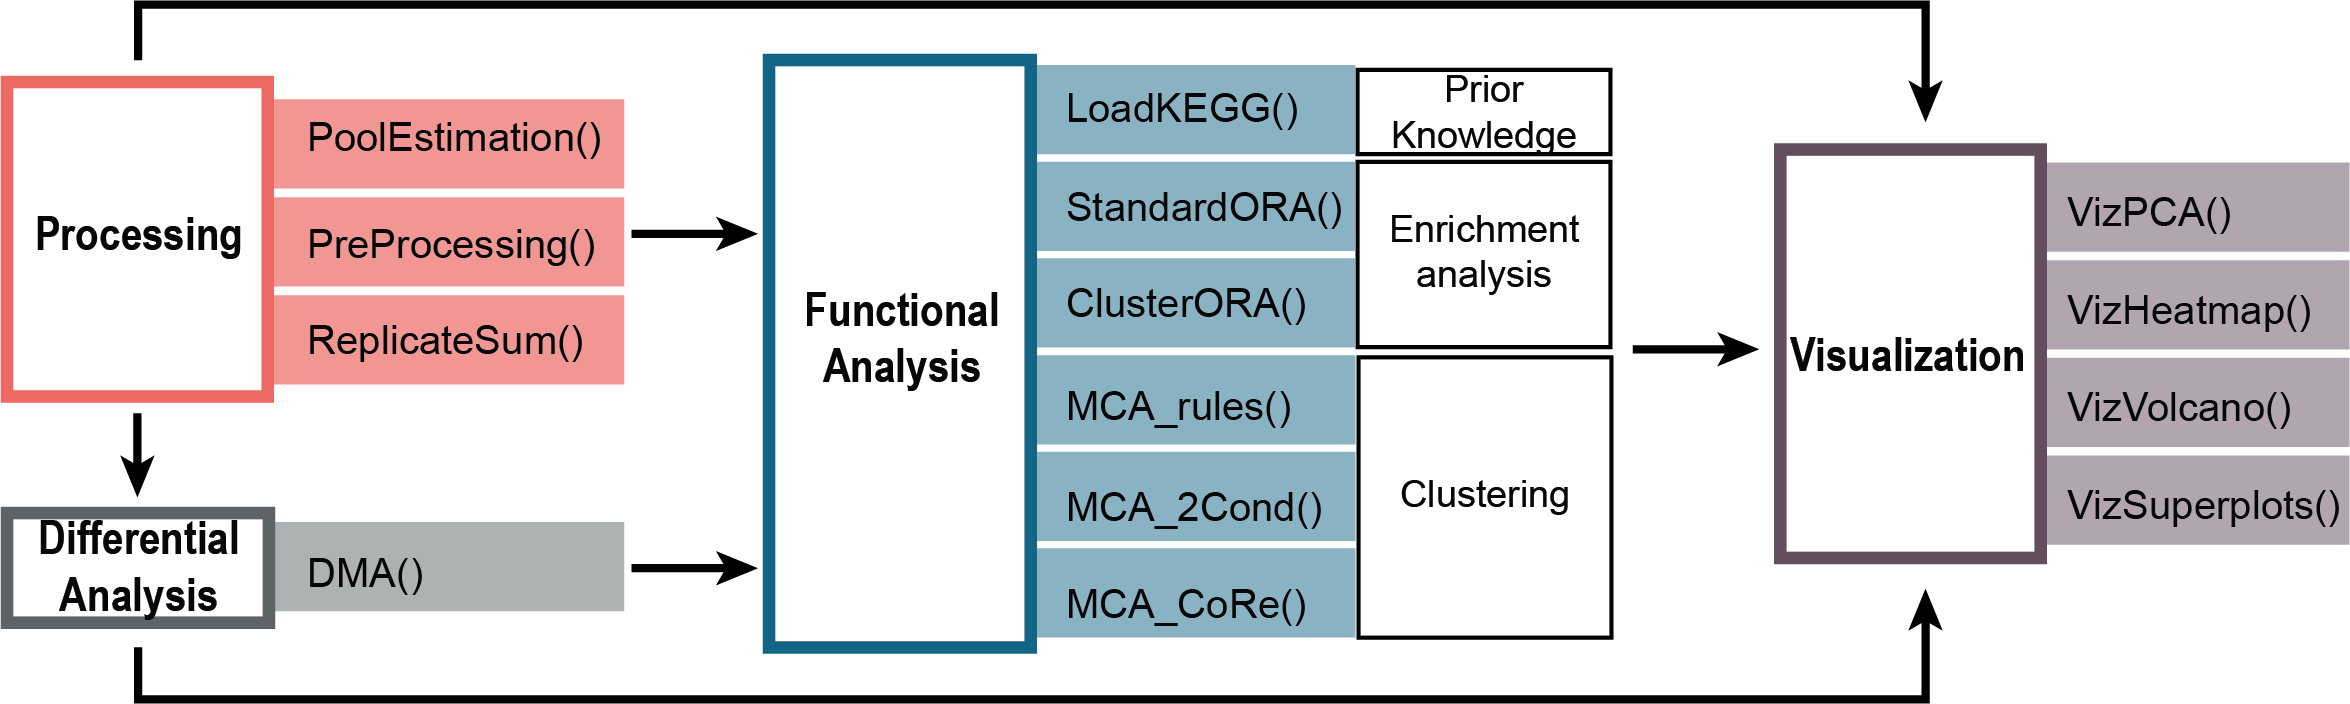 Processing
PoolEstimation()
PreProcessing()
ReplicateSum()
Differential
Analysis
DMA()
Functional
Analysis
LoadKEGG()
StandardORA()
ClusterORA()
MCA_rules()
MCA_2Cond()
MCA_CoRe()
Prior
Knowledge
Enrichment
analysis
Clustering
Visualization
VizPCA()
VizHeatmap()
VizVolcano()
VizSuperplots()